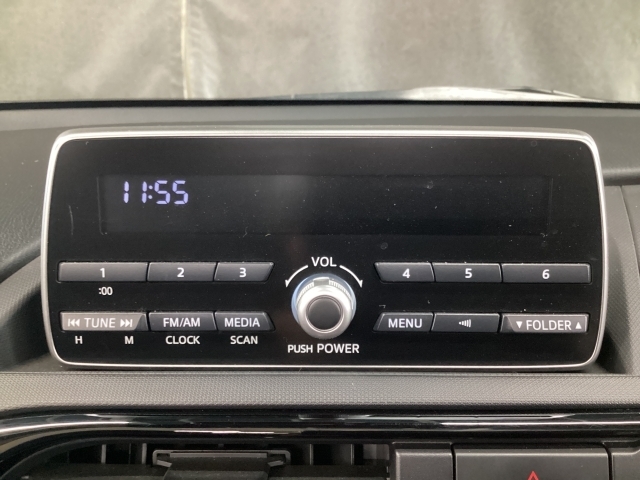 11:55
1 2 3 VOL 4 5 6
:00
⏮ TUNE ⏭ FM/AM MEDIA MENU ▼ FOLDER ▲
H M CLOCK SCAN PUSH POWER